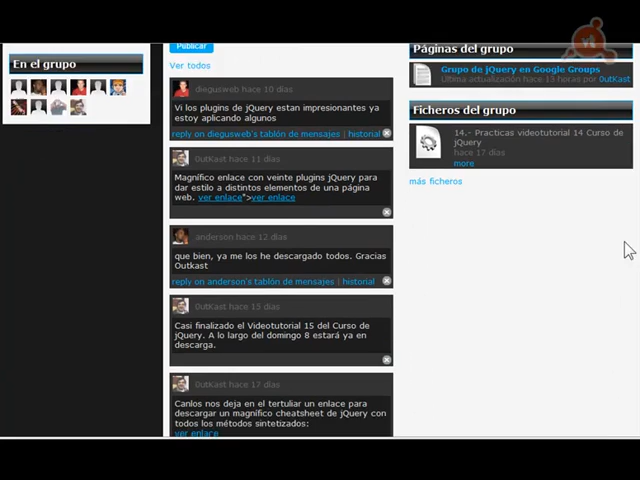 En el grupo
Publicar
Ver todos
diegusweb hace 10 días
Vi los plugins de jQuery estan impresionantes ya
estoy aplicando algunos
reply on diegusweb's tablón de mensajes | historial
0utKast hace 11 días
Magnífico enlace con veinte plugins jQuery para
dar estilo a distintos elementos de una página
web. ver enlace">ver enlace
anderson hace 12 días
que bien, ya me los he descargado todos. Gracias
Outkast
reply on anderson's tablón de mensajes | historial
0utKast hace 15 días
Casi finalizado el Videotutorial 15 del Curso de
jQuery. A lo largo del domingo 8 estará ya en
descarga.
0utKast hace 17 días
Canlos nos deja en el tertuliar un enlace para
descargar un magnífico cheatsheet de jQuery con
todos los métodos sintetizados:
ver enlace
Páginas del grupo
Grupo de jQuery en Google Groups
Última actualización hace 13 horas por 0utKast
Ficheros del grupo
14.- Practicas videotutorial 14 Curso de
jQuery
hace 17 días
more
más ficheros